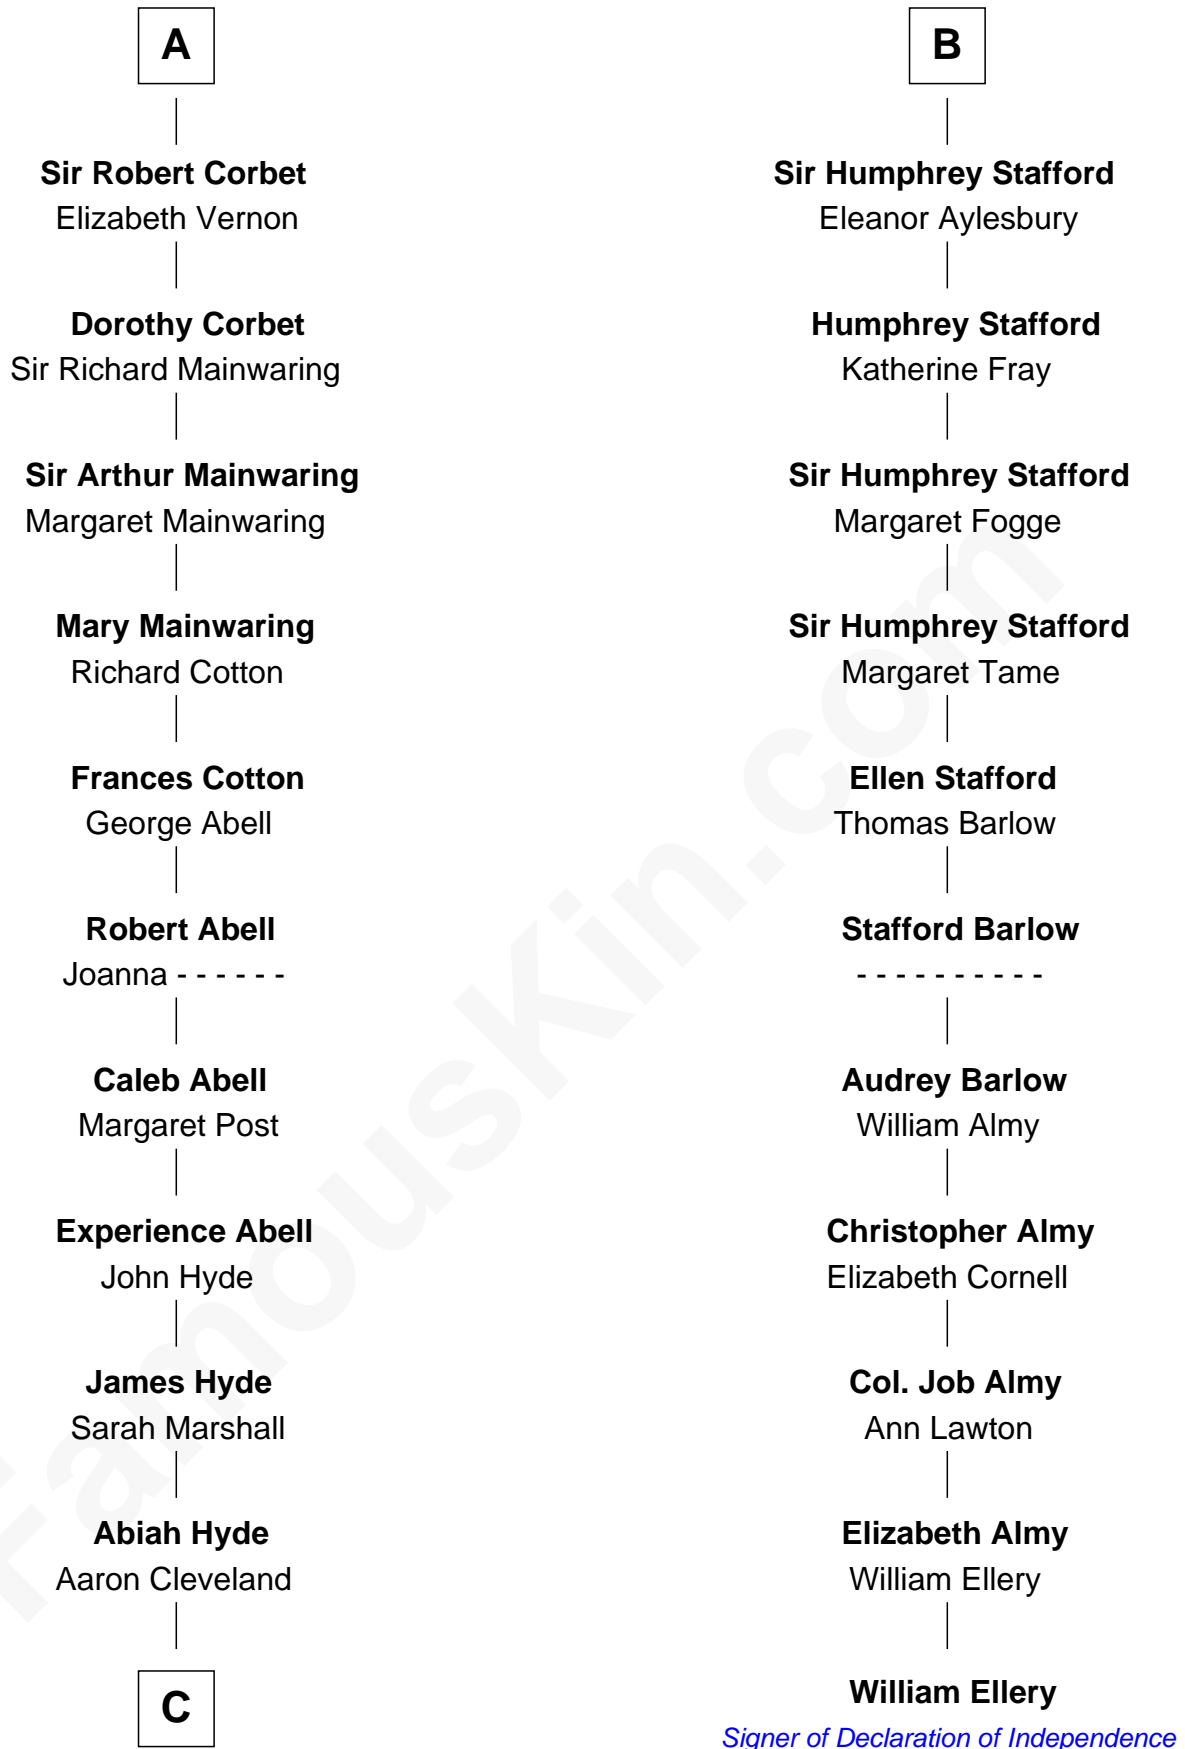 A
Sir Robert Corbet
Elizabeth Vernon
Dorothy Corbet
Sir Richard Mainwaring
Sir Arthur Mainwaring
Margaret Mainwaring
Mary Mainwaring
Richard Cotton
Frances Cotton
George Abell
Robert Abell
Joanna - - - - - -
Caleb Abell
Margaret Post
Experience Abell
John Hyde
James Hyde
Sarah Marshall
Abiah Hyde
Aaron Cleveland
C
B
Sir Humphrey Stafford
Eleanor Aylesbury
Humphrey Stafford
Katherine Fray
Sir Humphrey Stafford
Margaret Fogge
Sir Humphrey Stafford
Margaret Tame
Ellen Stafford
Thomas Barlow
Stafford Barlow
- - - - - - - - - -
Audrey Barlow
William Almy
Christopher Almy
Elizabeth Cornell
Col. Job Almy
Ann Lawton
Elizabeth Almy
William Ellery
William Ellery
Signer of Declaration of Independence
FamousKin.com